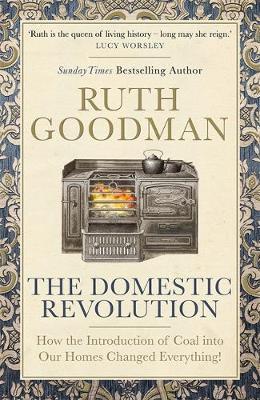 'Ruth is the queen of living history – long may she reign.'
LUCY WORSLEY
Sunday Times Bestselling Author
RUTH
GOODMAN
THE DOMESTIC
REVOLUTION
How the Introduction of Coal into
Our Homes Changed Everything!